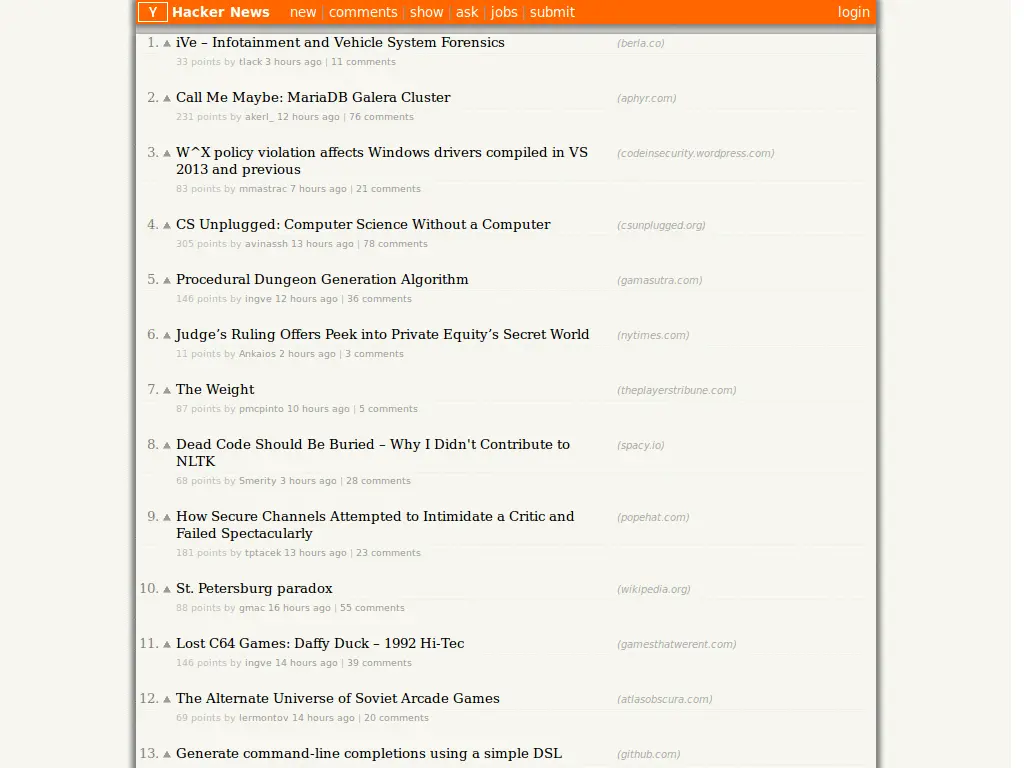 Y Hacker News new | comments | show | ask | jobs | submit login
1. ▲ iVe – Infotainment and Vehicle System Forensics (berla.co)
33 points by tlack 3 hours ago | 11 comments
2. ▲ Call Me Maybe: MariaDB Galera Cluster (aphyr.com)
231 points by akerl_ 12 hours ago | 76 comments
3. ▲ W^X policy violation affects Windows drivers compiled in VS (codeinsecurity.wordpress.com)
2013 and previous
83 points by mmastrac 7 hours ago | 21 comments
4. ▲ CS Unplugged: Computer Science Without a Computer (csunplugged.org)
305 points by avinassh 13 hours ago | 78 comments
5. ▲ Procedural Dungeon Generation Algorithm (gamasutra.com)
146 points by ingve 12 hours ago | 36 comments
6. ▲ Judge’s Ruling Offers Peek into Private Equity’s Secret World (nytimes.com)
11 points by Ankaios 2 hours ago | 3 comments
7. ▲ The Weight (theplayerstribune.com)
87 points by pmcpinto 10 hours ago | 5 comments
8. ▲ Dead Code Should Be Buried – Why I Didn't Contribute to (spacy.io)
NLTK
68 points by Smerity 3 hours ago | 28 comments
9. ▲ How Secure Channels Attempted to Intimidate a Critic and (popehat.com)
Failed Spectacularly
181 points by tptacek 13 hours ago | 23 comments
10. ▲ St. Petersburg paradox (wikipedia.org)
88 points by gmac 16 hours ago | 55 comments
11. ▲ Lost C64 Games: Daffy Duck – 1992 Hi-Tec (gamesthatwerent.com)
146 points by ingve 14 hours ago | 39 comments
12. ▲ The Alternate Universe of Soviet Arcade Games (atlasobscura.com)
69 points by lermontov 14 hours ago | 20 comments
13. ▲ Generate command-line completions using a simple DSL (github.com)